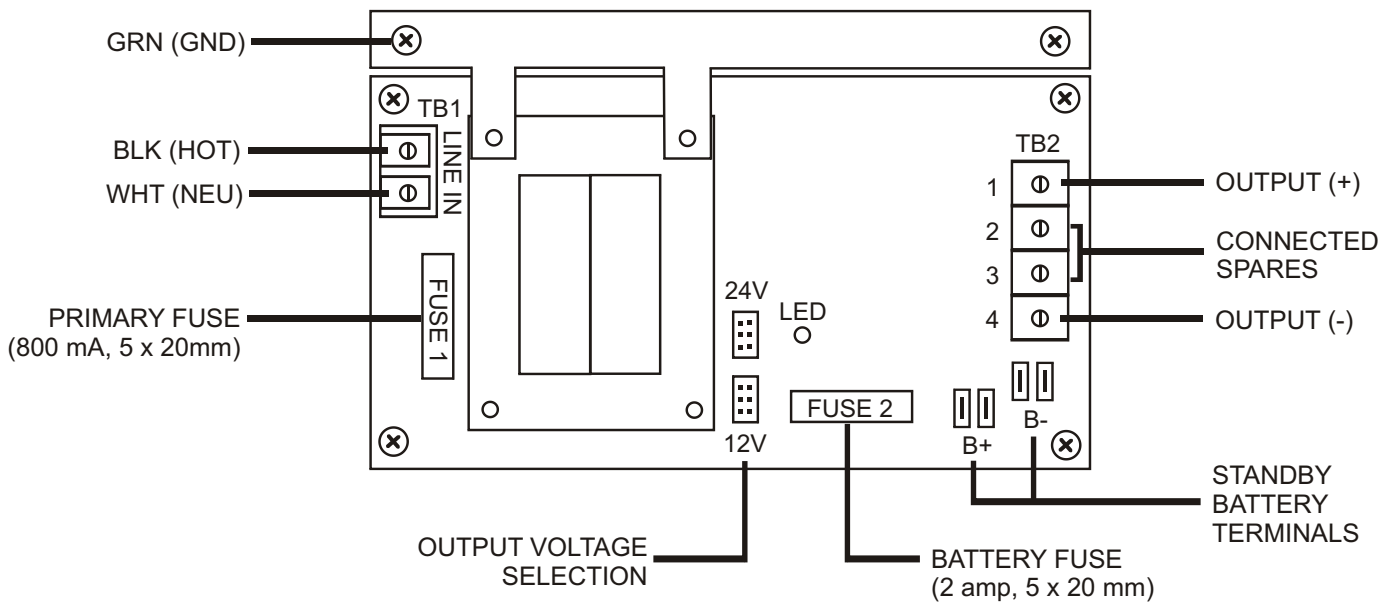 GRN (GND)
TB1
BLK (HOT)
WHT (NEU)
LINE IN
TB2
1
2
3
4
OUTPUT (+)
CONNECTED
SPARES
OUTPUT (-)
PRIMARY FUSE
(800 mA, 5 x 20mm)
FUSE 1
24V
LED
12V
FUSE 2
B+
B-
STANDBY
BATTERY
TERMINALS
OUTPUT VOLTAGE
SELECTION
BATTERY FUSE
(2 amp, 5 x 20 mm)